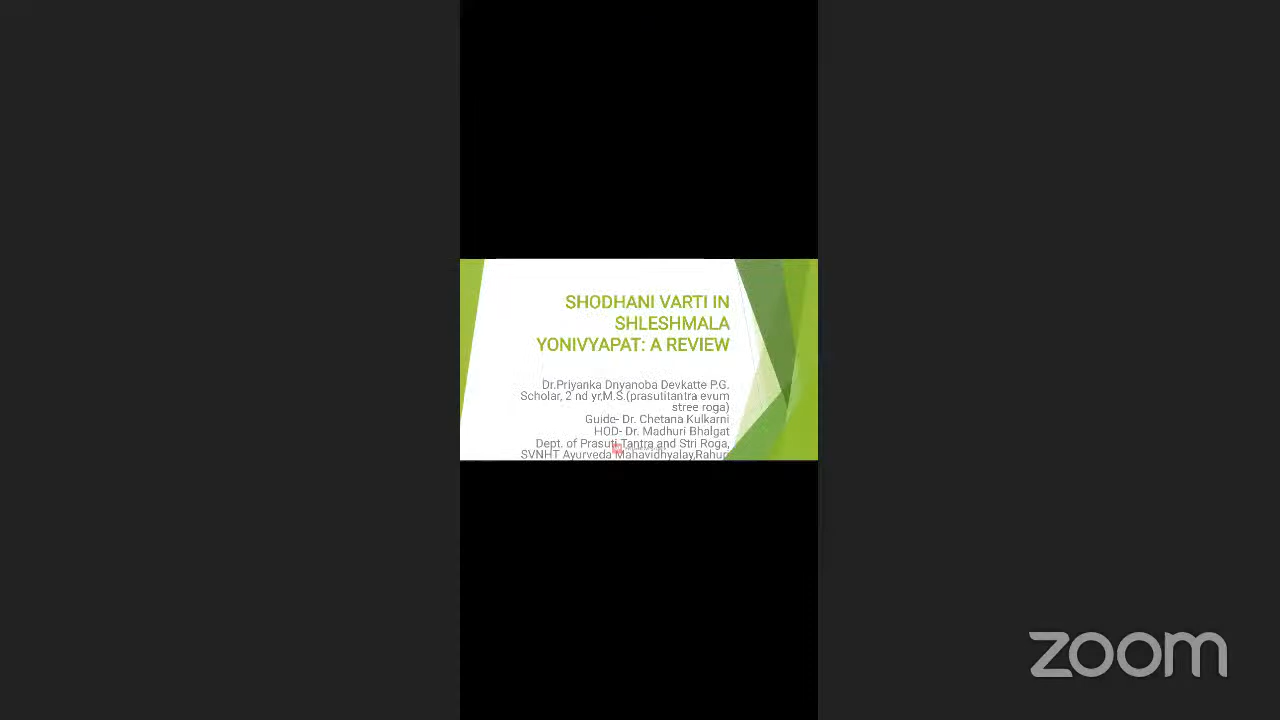 SHODHANI VARTI IN
SHLESHMALA
YONIVYAPAT: A REVIEW
Dr.Priyanka Dnyanoba Devkatte P.G.
Scholar, 2 nd yr,M.S.(prasutitantra evum
stree roga)
Guide- Dr. Chetana Kulkarni
HOD- Dr. Madhuri Bhalgat
Dept. of Prasuti Tantra and Stri Roga,
SVNHT Ayurveda Mahavidhyalay,Rahuri
zoom